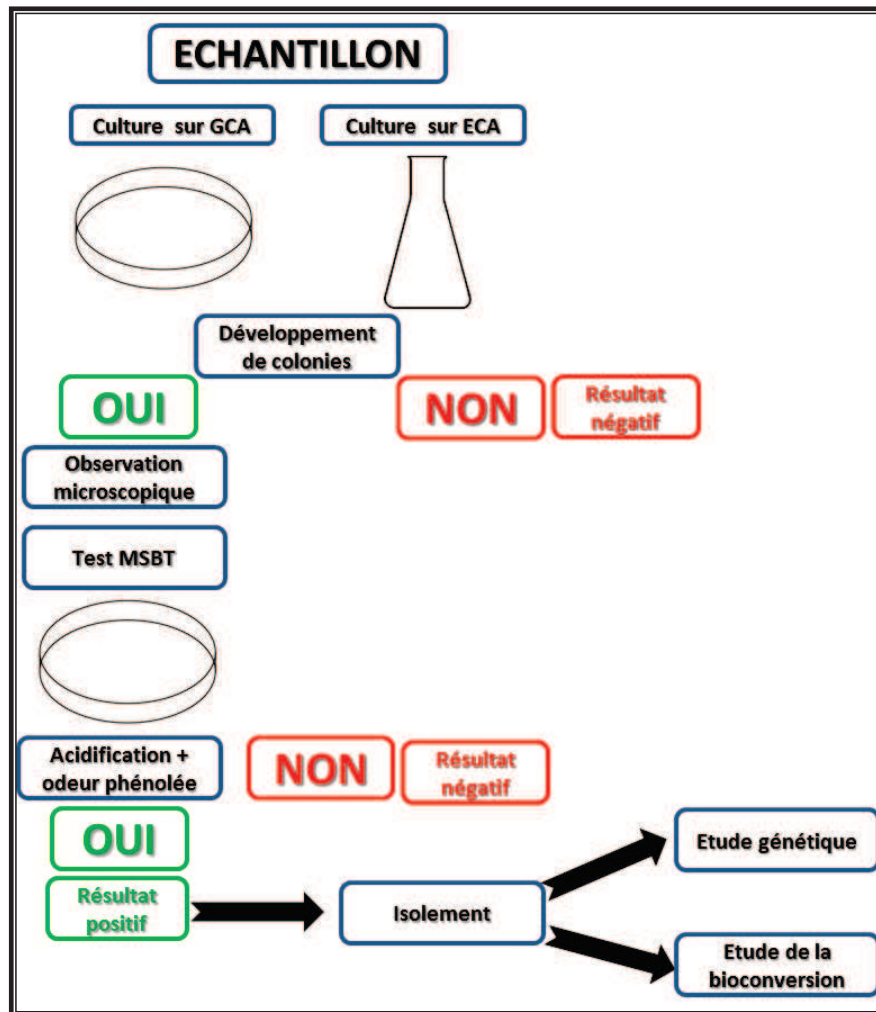 ECHANTILLON
Culture sur GCA
Culture sur ECA
Développement
de colonies
OUI
NON
Résultat
négatif
Observation
microscopique
Test MSBT
Acidification +
odeur phénolée
NON
Résultat
négatif
OUI
Résultat
positif
Isolement
Etude génétique
Etude de la
bioconversion